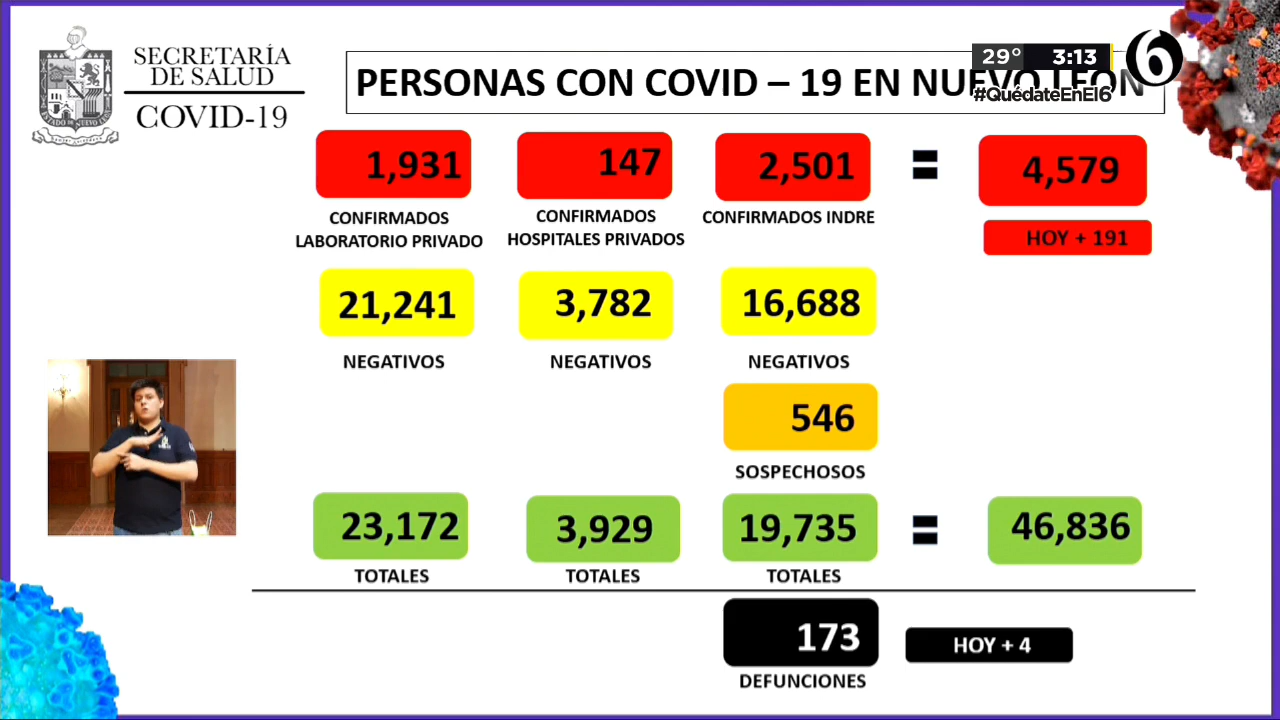 SECRETARÍA
DE SALUD
COVID-19
29° 3:13 6
#QuédateEnEl6
PERSONAS CON COVID – 19 EN NUEVO LEÓN
1,931 147 2,501 = 4,579
CONFIRMADOS
LABORATORIO PRIVADO
CONFIRMADOS
HOSPITALES PRIVADOS
CONFIRMADOS INDRE
HOY + 191
21,241 3,782 16,688
NEGATIVOS NEGATIVOS NEGATIVOS
546
SOSPECHOSOS
23,172 3,929 19,735 = 46,836
TOTALES TOTALES TOTALES
173 HOY + 4
DEFUNCIONES